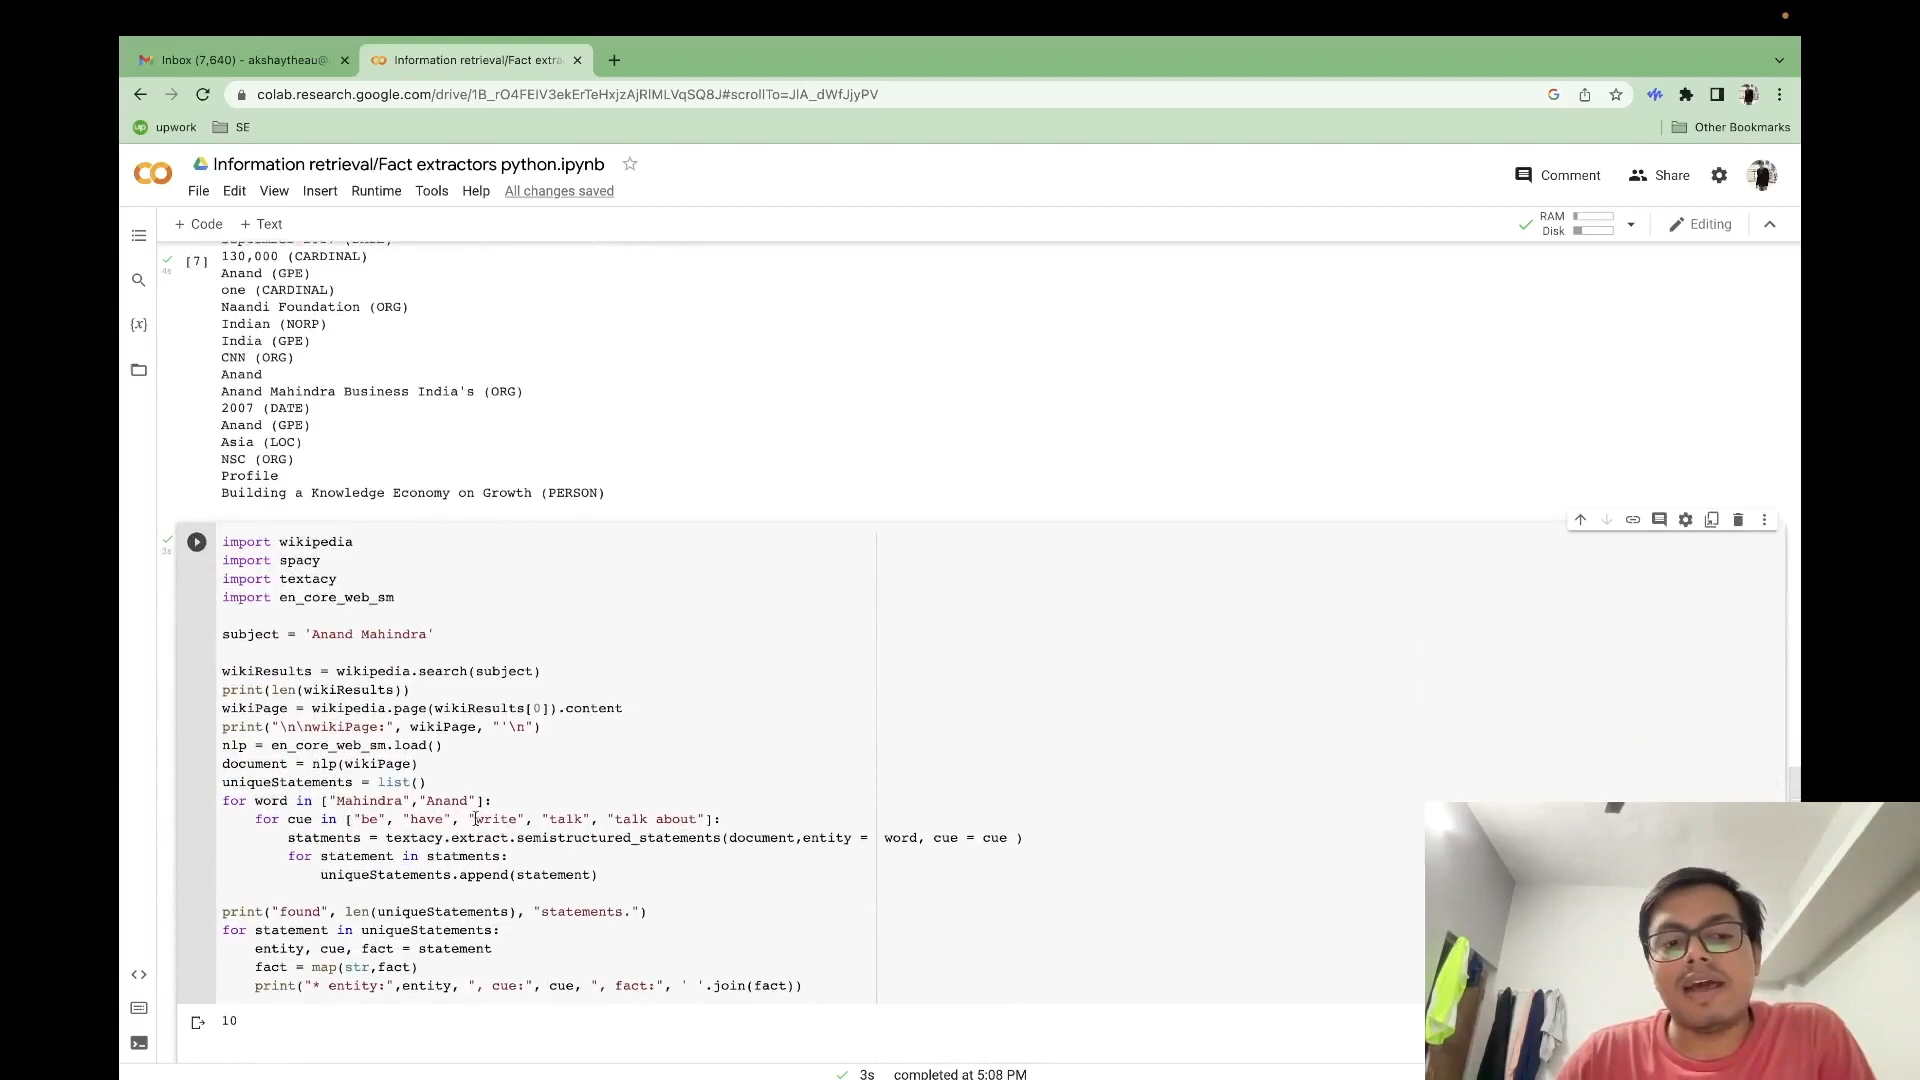 Inbox (7,640) - akshaytheau@
Information retrieval/Fact extra
colab.research.google.com/drive/1B_rO4FEIV3ekErTeHxjzAjRlMLVqSQ8J#scrollTo=JlA_dWfJjyPV
upwork
SE
Other Bookmarks
Information retrieval/Fact extractors python.ipynb
Comment
Share
File Edit View Insert Runtime Tools Help All changes saved
+ Code + Text
RAM
Disk
Editing
4s
[7]
130,000 (CARDINAL)
Anand (GPE)
one (CARDINAL)
Naandi Foundation (ORG)
Indian (NORP)
India (GPE)
CNN (ORG)
Anand
Anand Mahindra Business India's (ORG)
2007 (DATE)
Anand (GPE)
Asia (LOC)
NSC (ORG)
Profile
Building a Knowledge Economy on Growth (PERSON)
3s
import wikipedia
import spacy
import textacy
import en_core_web_sm
subject = 'Anand Mahindra'
wikiResults = wikipedia.search(subject)
print(len(wikiResults))
wikiPage = wikipedia.page(wikiResults[0]).content
print("\n\nwikiPage:", wikiPage, "'\n")
nlp = en_core_web_sm.load()
document = nlp(wikiPage)
uniqueStatements = list()
for word in ["Mahindra","Anand"]:
for cue in ["be", "have", "write", "talk", "talk about"]:
statments = textacy.extract.semistructured_statements(document,entity = word, cue = cue )
for statement in statments:
uniqueStatements.append(statement)
print("found", len(uniqueStatements), "statements.")
for statement in uniqueStatements:
entity, cue, fact = statement
fact = map(str,fact)
print("* entity:",entity, ", cue:", cue, ", fact:", ' '.join(fact))
10
3s completed at 5:08 PM